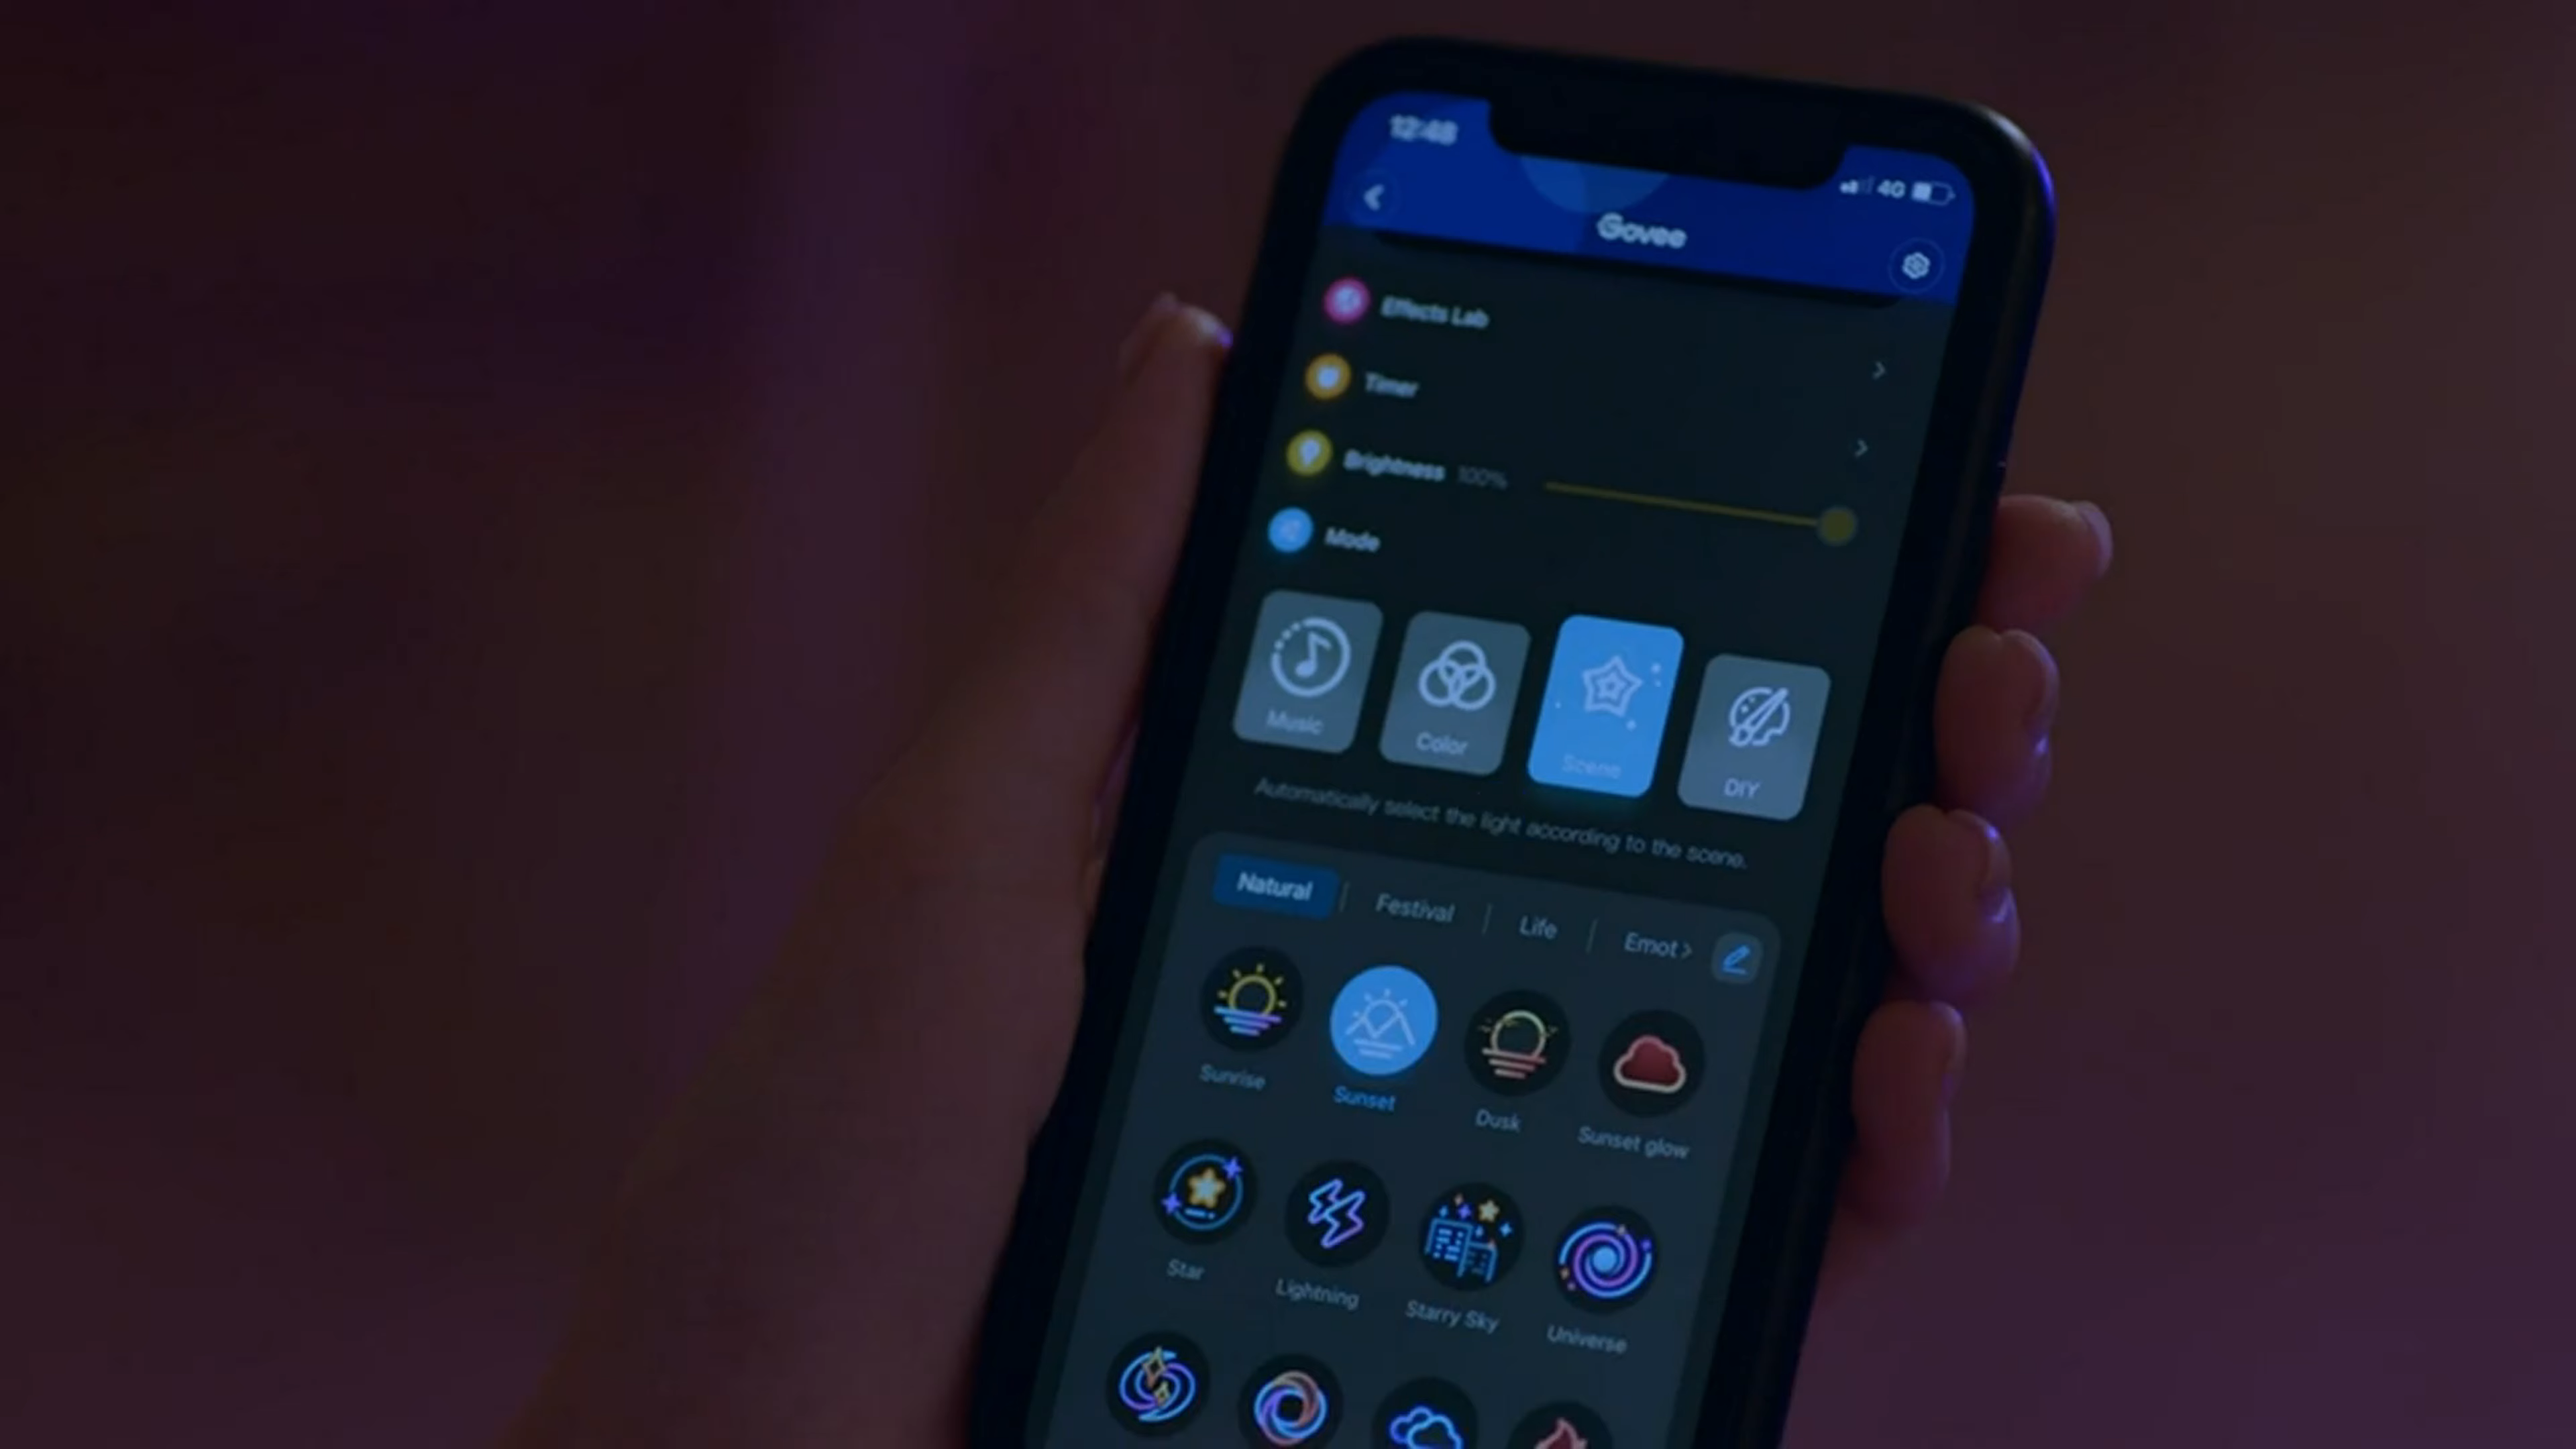 12:48
4G
Govee
Effects Lab
Timer
Brightness 100%
Mode
Music Color Scene DIY
Automatically select the light according to the scene.
Natural Festival Life Emot
Sunrise Sunset Dusk Sunset glow
Star Lightning Starry Sky Universe